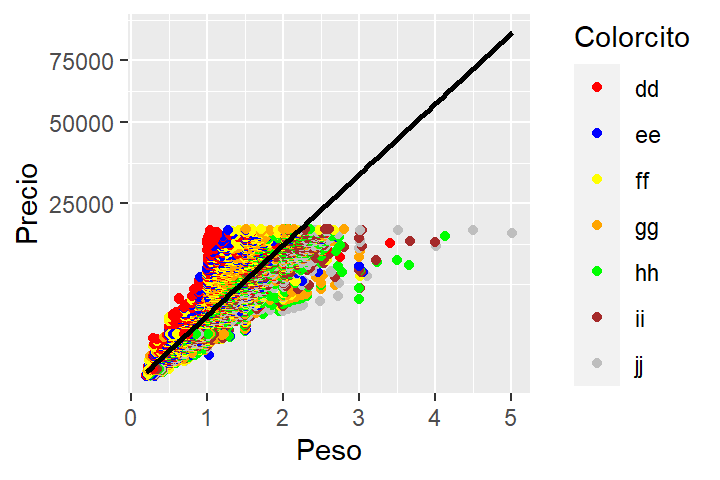 Precio
75000
50000
25000
0
1
2
3
4
5
Peso
Colorcito
dd
ee
ff
gg
hh
ii
jj